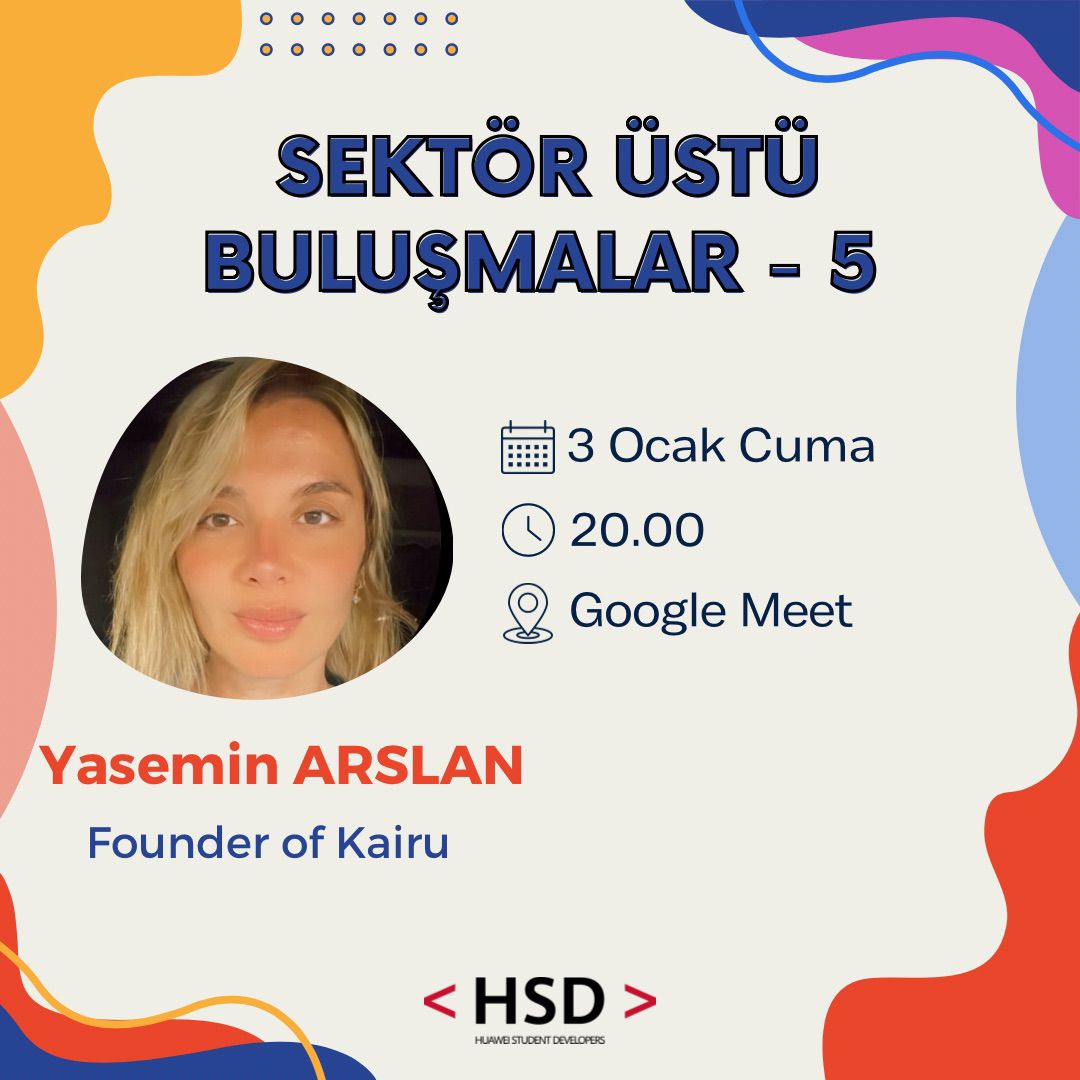 SEKTÖR ÜSTÜ
BULUŞMALAR - 5
3 Ocak Cuma
20.00
Google Meet
Yasemin ARSLAN
Founder of Kairu
< HSD >
HUAWEI STUDENT DEVELOPERS